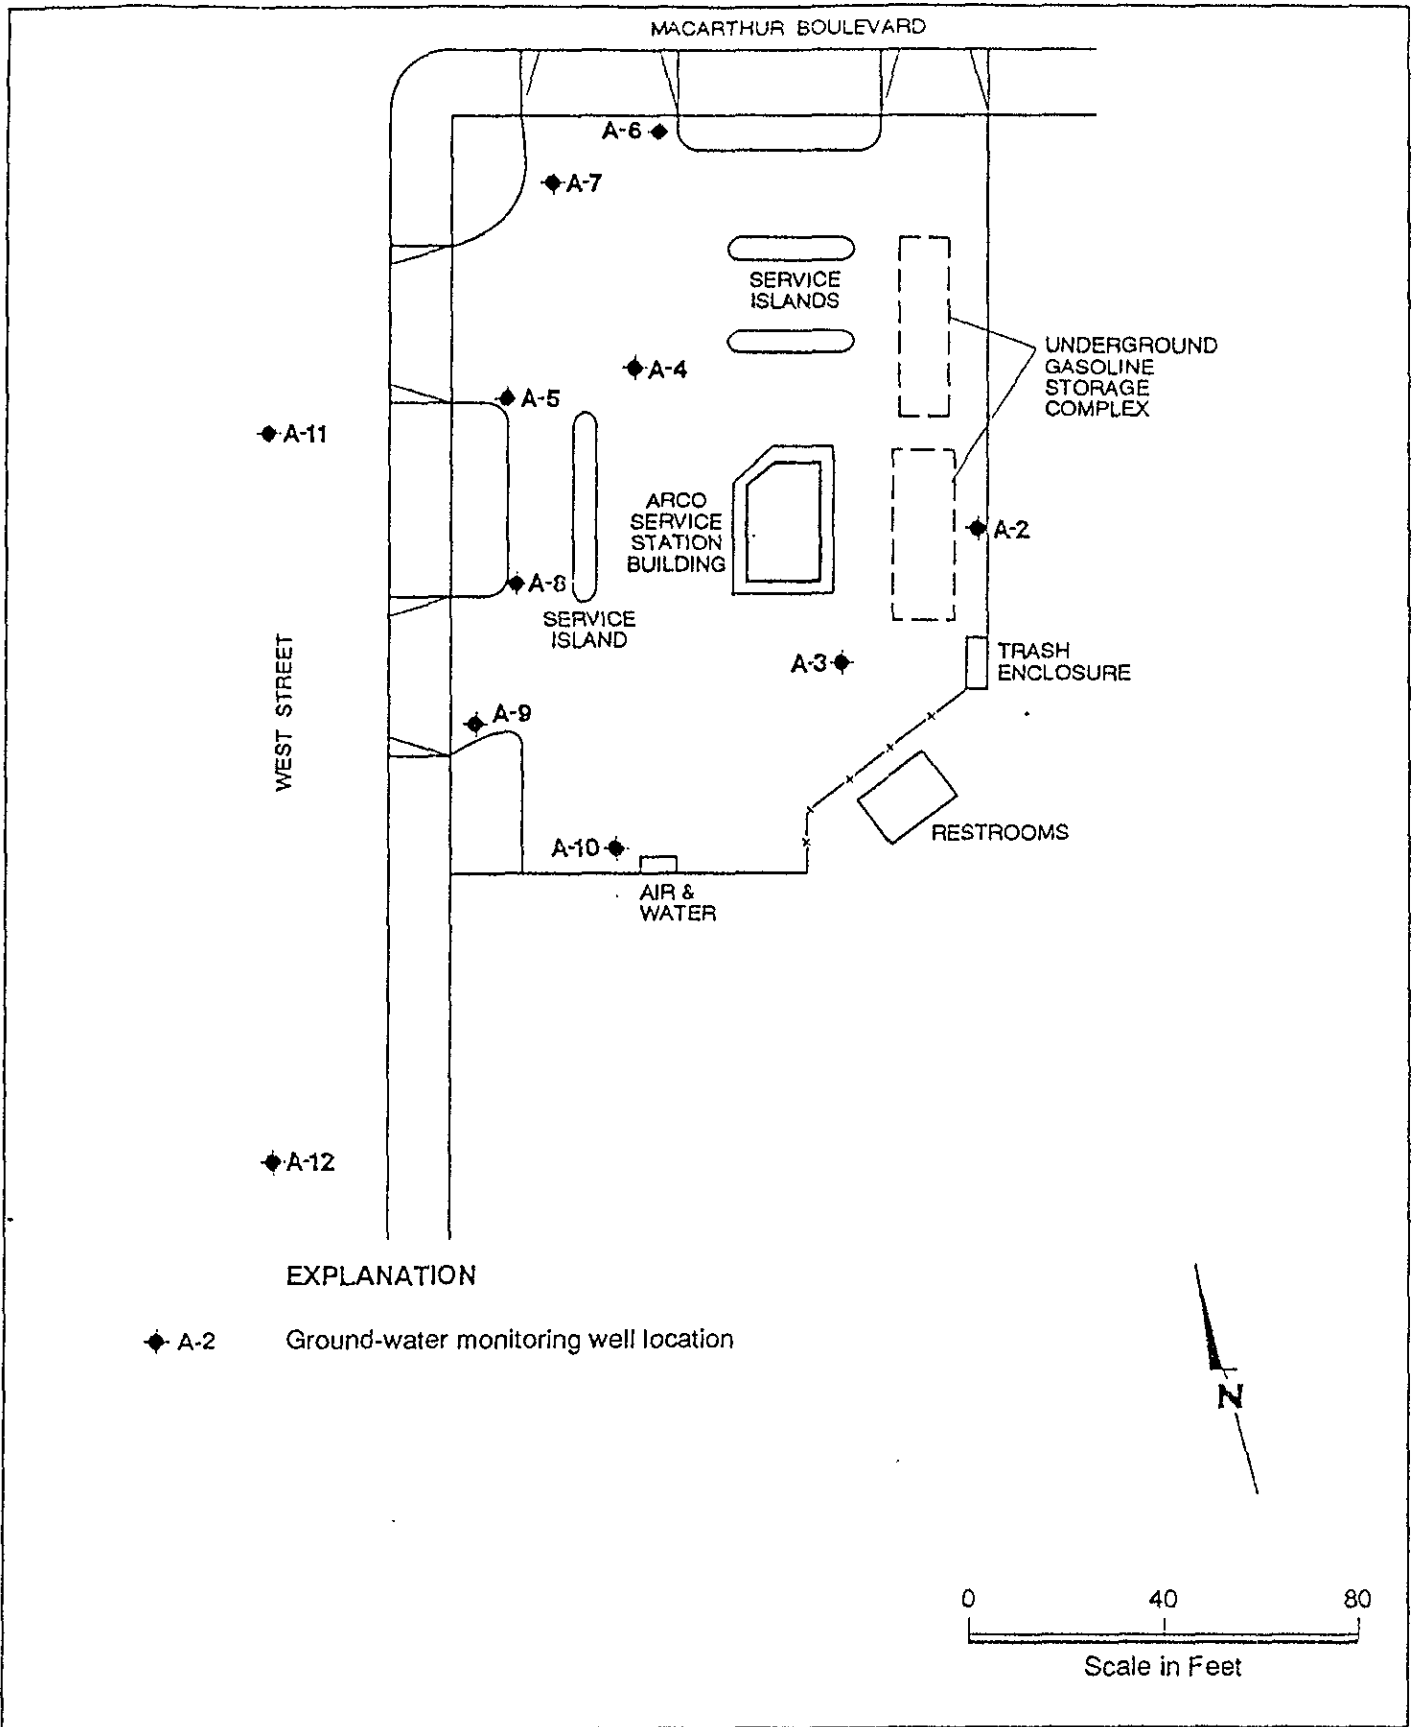 MACARTHUR BOULEVARD
A-6
A-7
SERVICE
ISLANDS
UNDERGROUND
GASOLINE
STORAGE
COMPLEX
A-4
A-5
A-11
ARCO
SERVICE
STATION
BUILDING
A-2
A-8
SERVICE
ISLAND
WEST STREET
A-3
TRASH
ENCLOSURE
A-9
RESTROOMS
A-10
AIR &
WATER
A-12
EXPLANATION
A-2 Ground-water monitoring well location
N
0 40 80
Scale in Feet